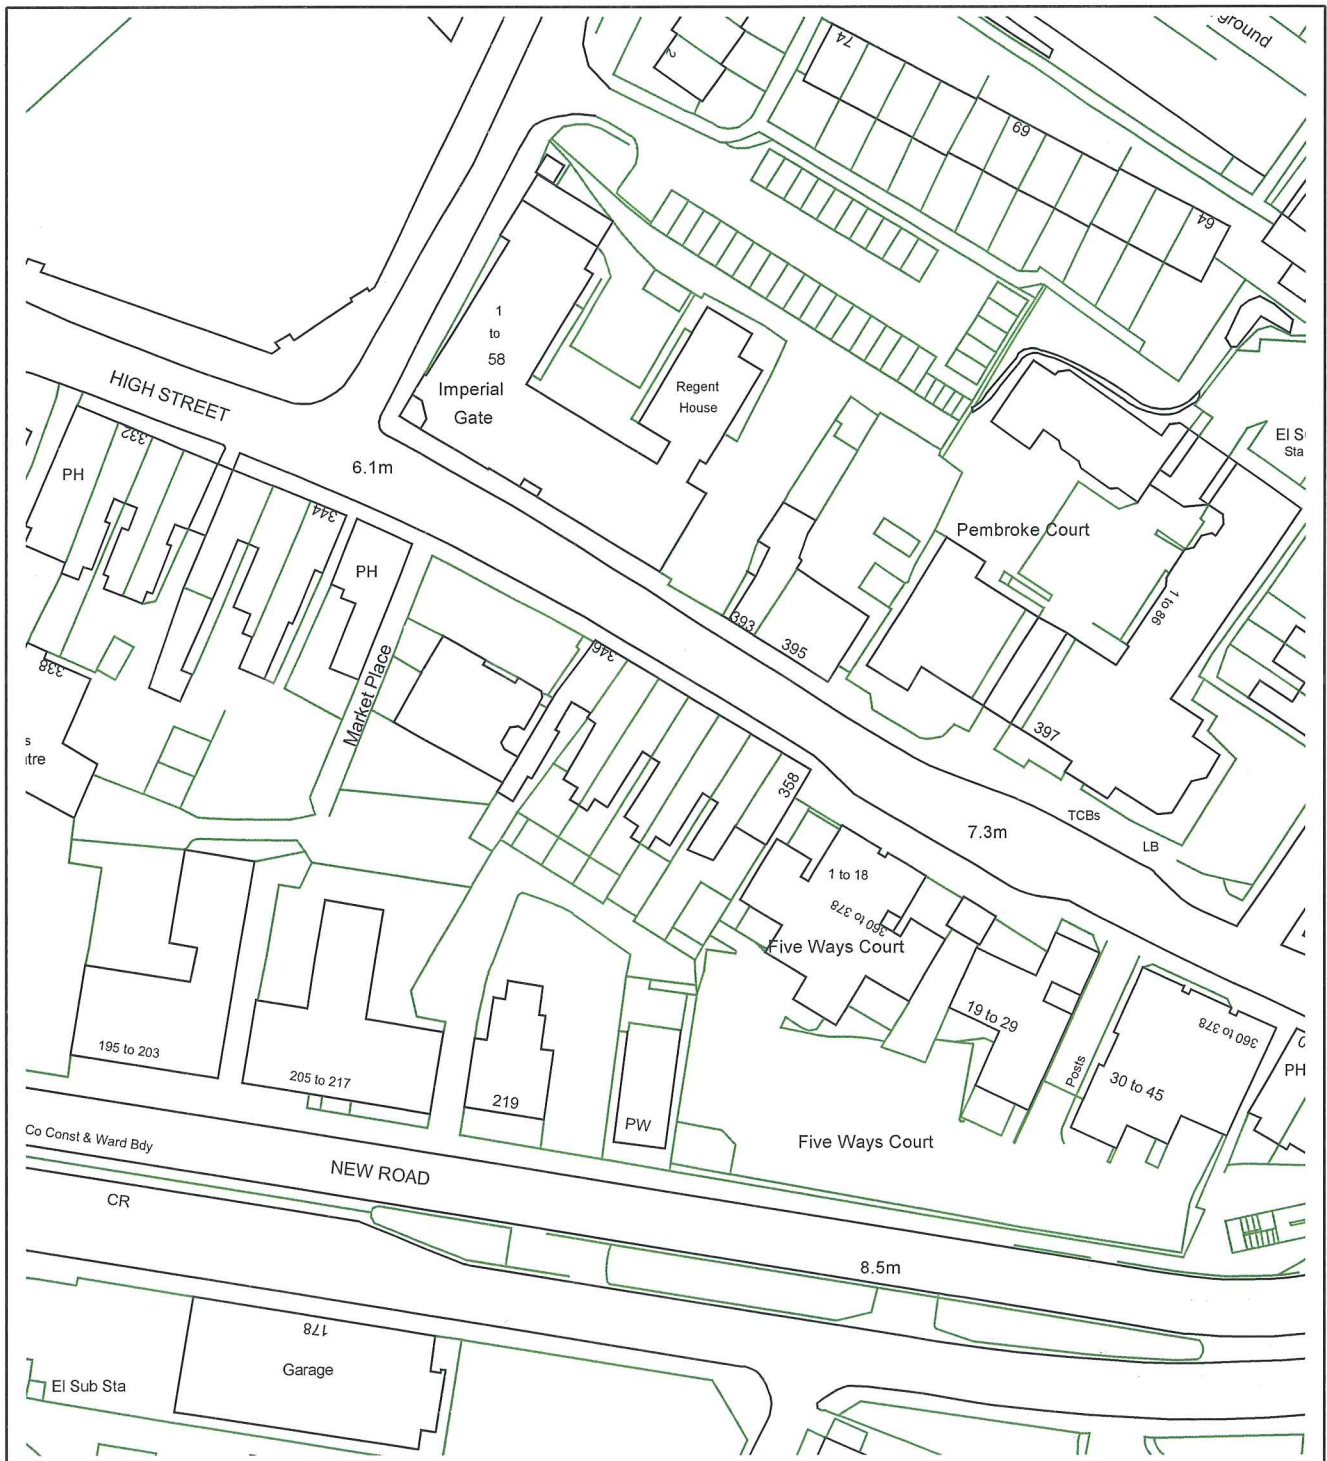 74
2
69
64
1
to
58
Imperial
Gate
Regent
House
HIGH STREET
332
PH
6.1m
344
PH
El S
Sta
Pembroke Court
1 to 86
393
395
338
346
Market Place
397
358
TCBs
7.3m
LB
1 to 18
360 to 378
Five Ways Court
19 to 29
360 to 378
195 to 203
205 to 217
219
PW
Posts
30 to 45
PH
Five Ways Court
Co Const & Ward Bdy
NEW ROAD
CR
8.5m
178
Garage
El Sub Sta